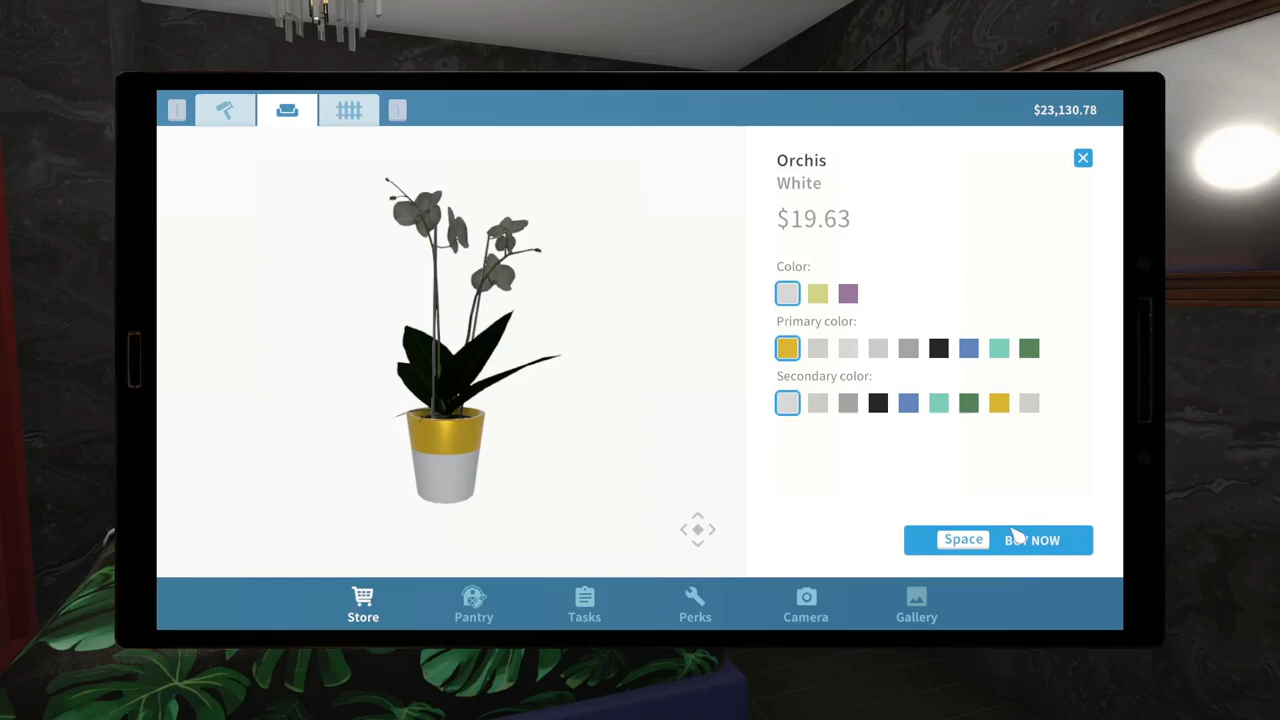 $23,130.78
Orchis
White
$19.63
Color:
Primary color:
Secondary color:
Space BUY NOW
Store Pantry Tasks Perks Camera Gallery